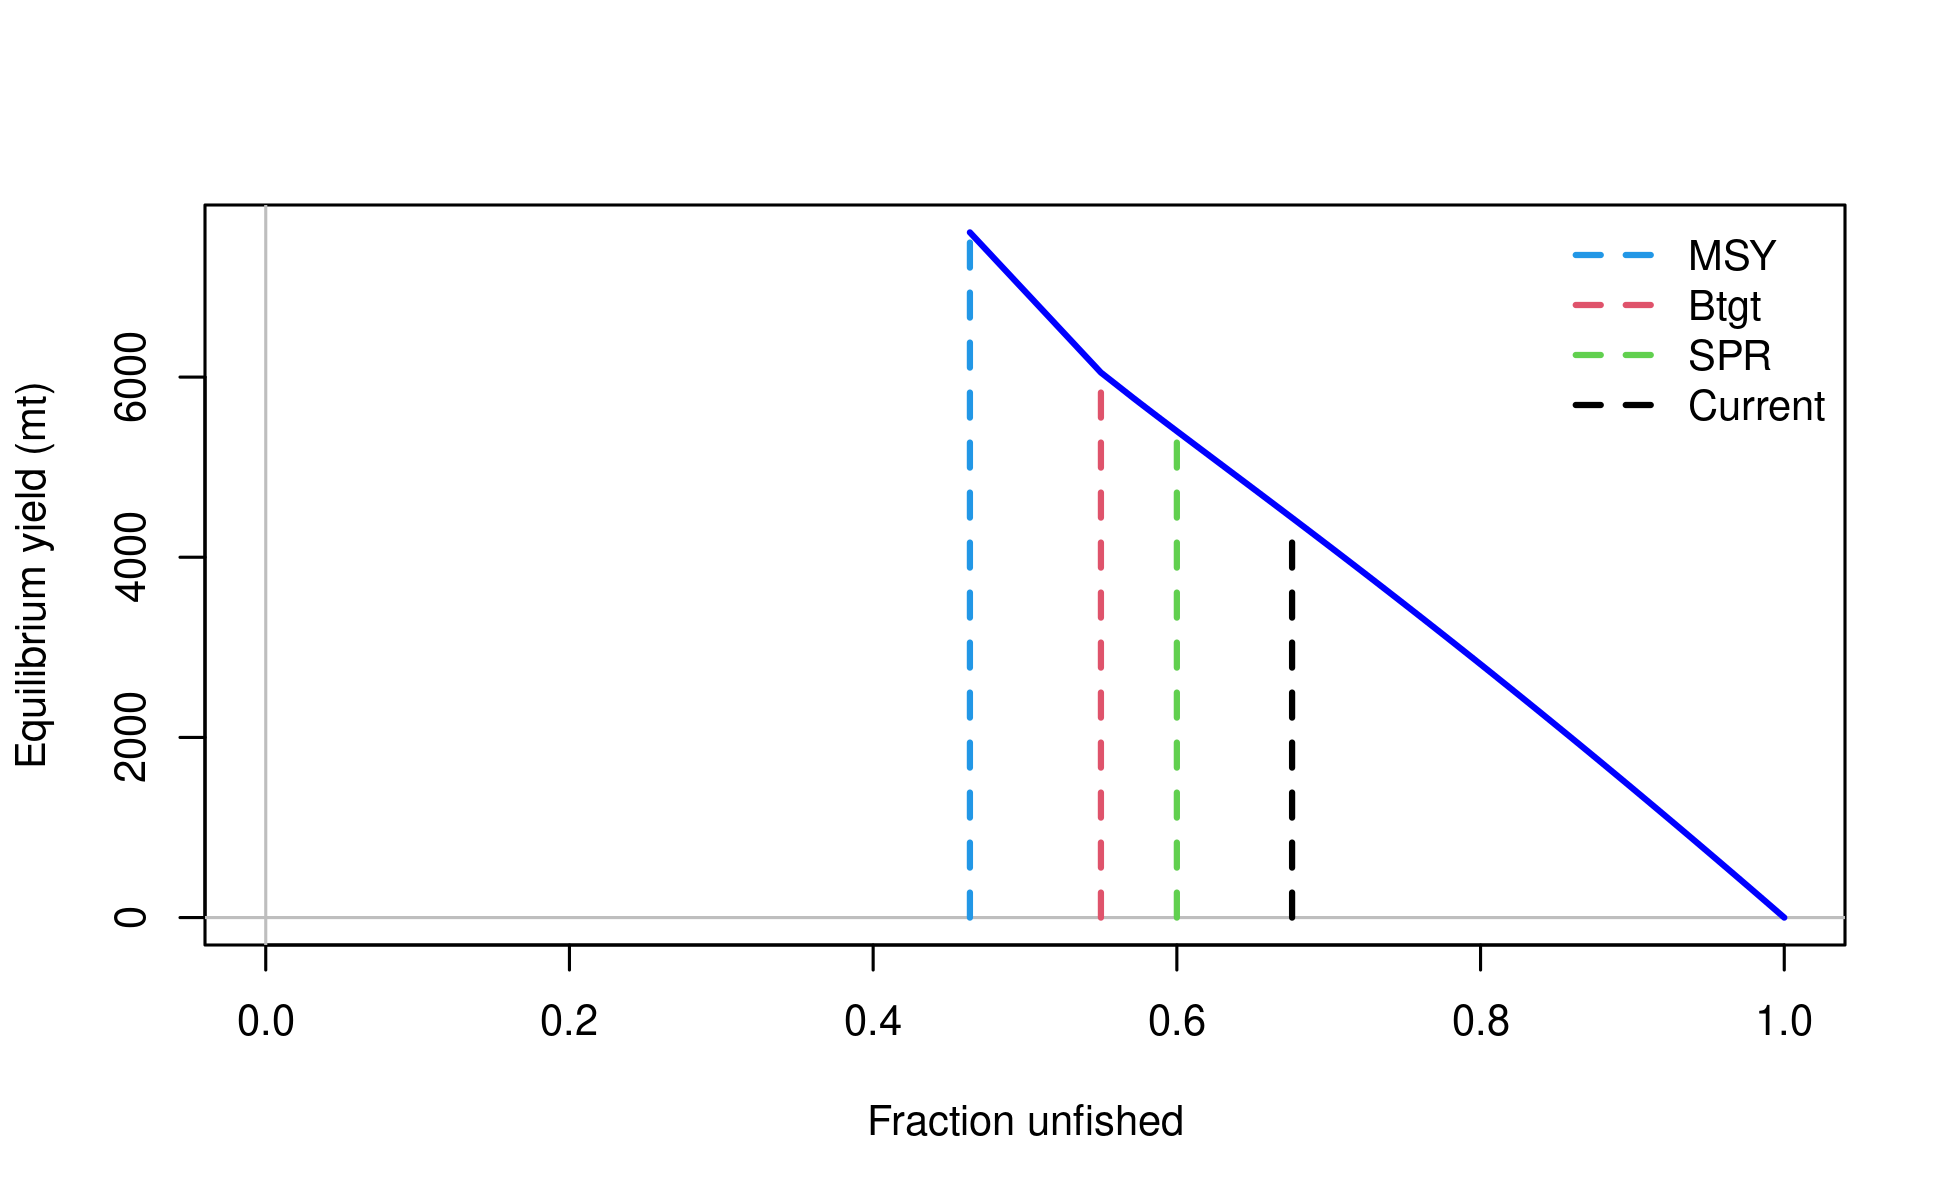 MSY
Btgt
SPR
Current
Equilibrium yield (mt)
6000
4000
2000
0
0.0 0.2 0.4 0.6 0.8 1.0
Fraction unfished